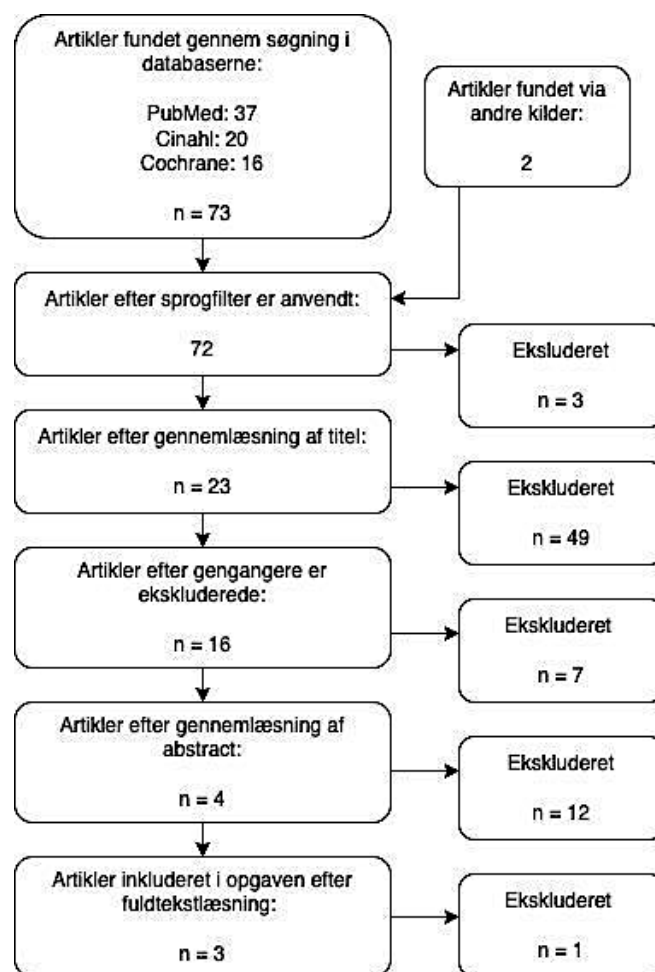 Artikler fundet gennem søgning i
databaserne:
PubMed: 37
Cinahl: 20
Cochrane: 16
n = 73
Artikler fundet via
andre kilder:
2
Artikler efter sprogfilter er anvendt:
72
Eksluderet
n = 3
Artikler efter gennemlæsning af titel:
n = 23
Ekskluderet
n = 49
Artikler efter gengangere er
ekskluderede:
n = 16
Ekskluderet
n = 7
Artikler efter gennemlæsning af
abstract:
n = 4
Ekskluderet
n = 12
Artikler inkluderet i opgaven efter
fuldtekstlæsning:
n = 3
Ekskluderet
n = 1